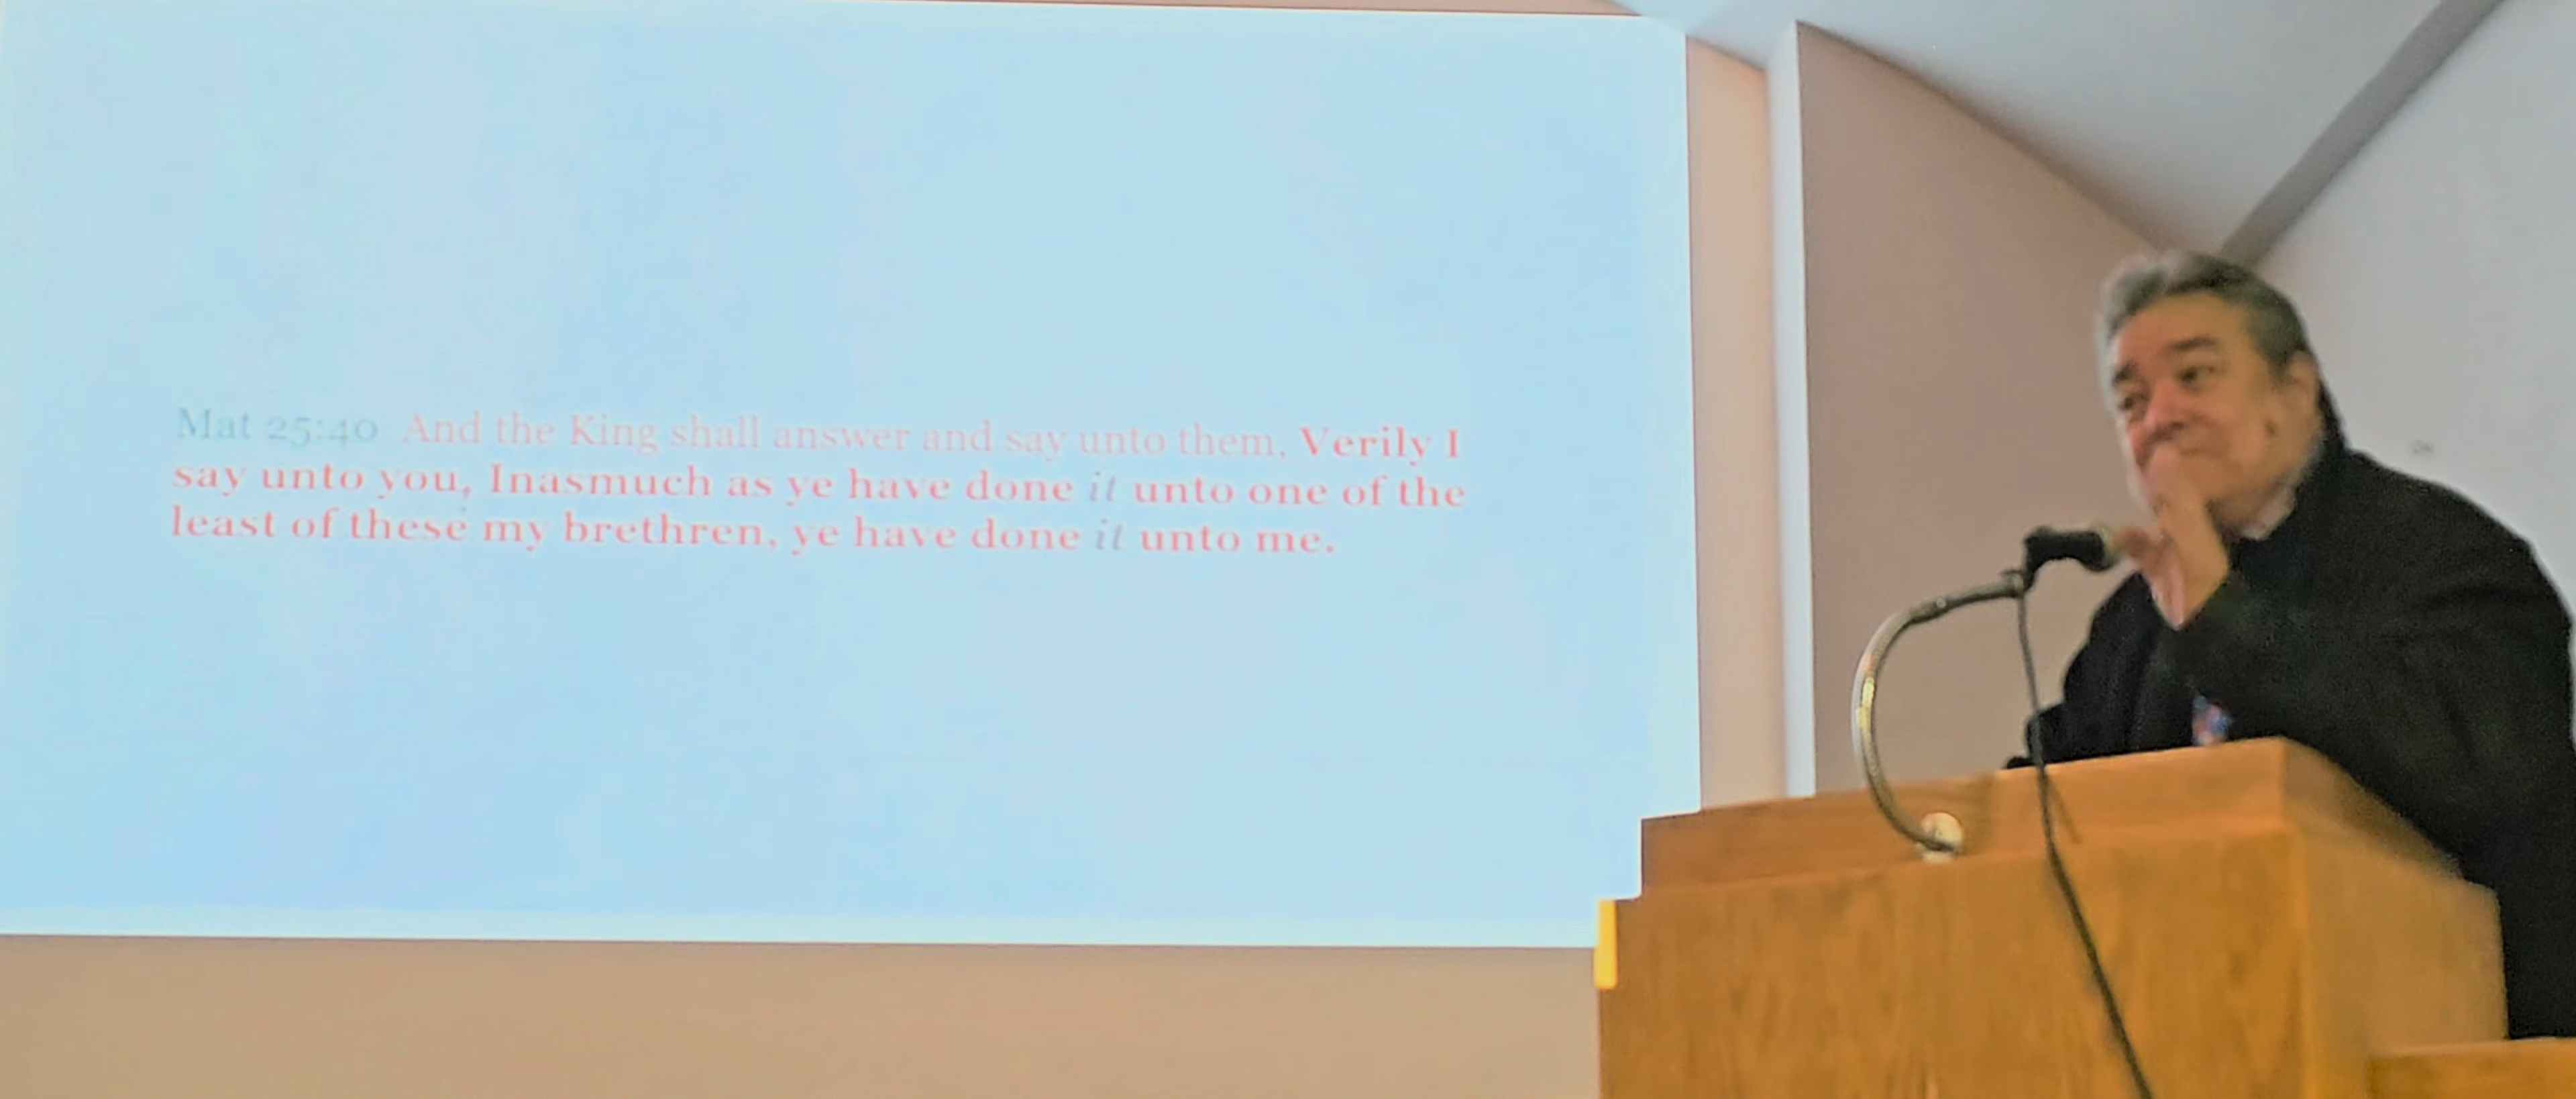 Mat 25:40 And the King shall answer and say unto them, Verily I
say unto you, Inasmuch as ye have done it unto one of the
least of these my brethren, ye have done it unto me.